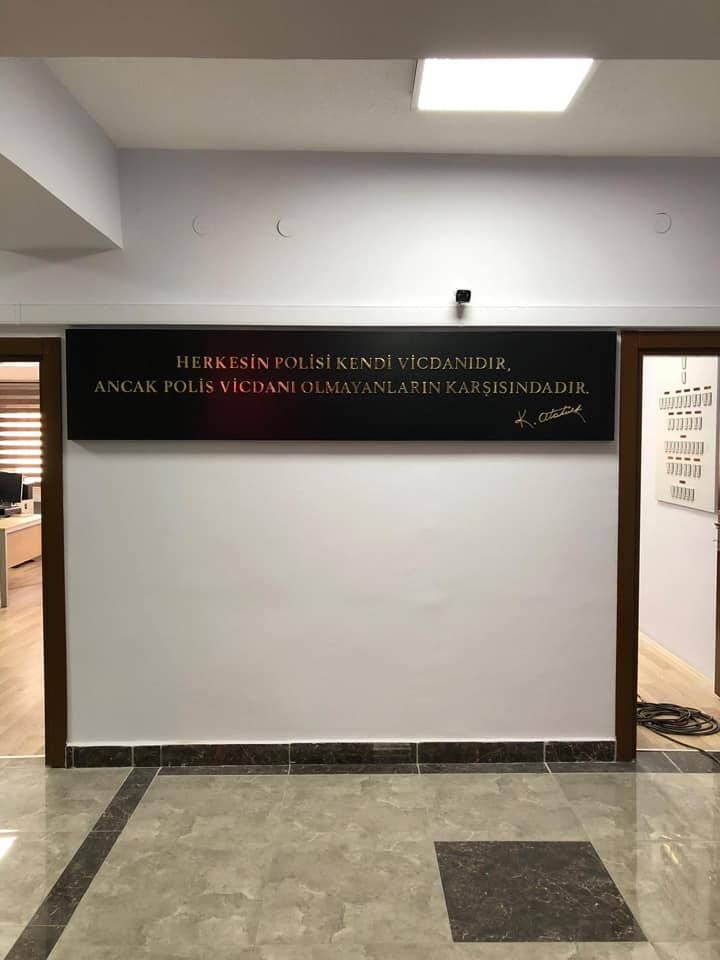 HERKESİN POLİSİ KENDİ VİCDANIDIR,
ANCAK POLİS VİCDANI OLMAYANLARIN KARŞISINDADIR.
K. Atatürk